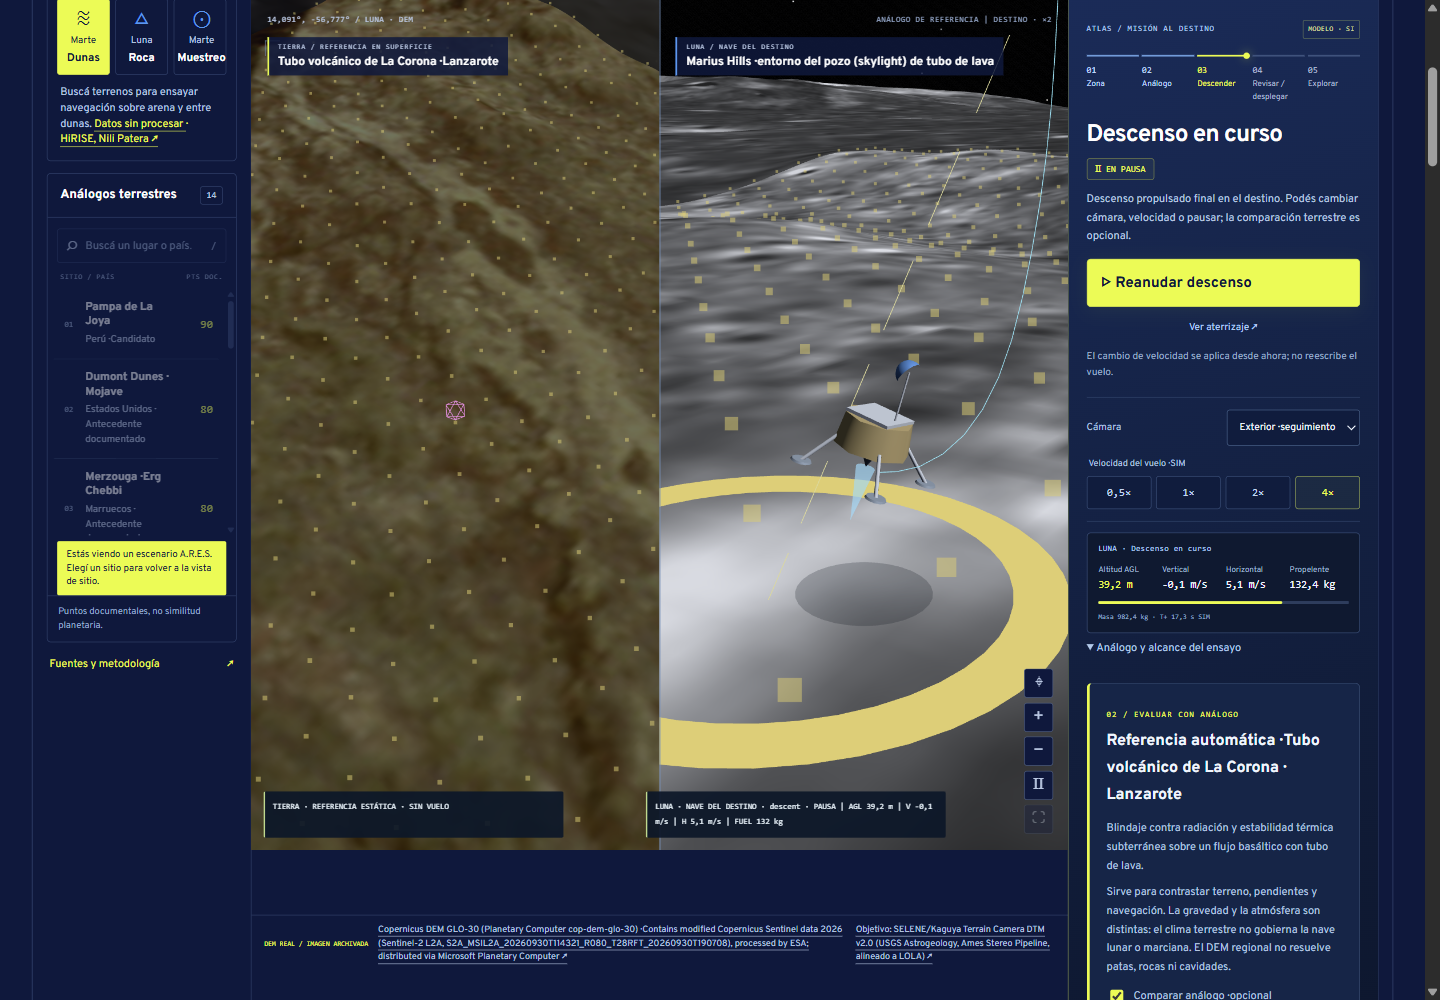 Marte
Dunas
Luna
Roca
Marte
Muestreo
Buscá terrenos para ensayar
navegación sobre arena y entre
dunas. Datos sin procesar ·
HiRISE, Nili Patera ↗
Análogos terrestres
14
Buscá un lugar o país.
/
SITIO / PAÍS
PTS DOC.
01
Pampa de La
Joya
Perú ·Candidato
90
02
Dumont Dunes ·
Mojave
Estados Unidos ·
Antecedente
documentado
80
03
Merzouga ·Erg
Chebbi
Marruecos ·
Antecedente
80
Estás viendo un escenario A.R.E.S.
Elegí un sitio para volver a la vista
de sitio.
Puntos documentales, no similitud
planetaria.
Fuentes y metodología ↗
14,091°, -56,777° / LUNA · DEM
TIERRA / REFERENCIA EN SUPERFICIE
Tubo volcánico de La Corona ·Lanzarote
ANÁLOGO DE REFERENCIA | DESTINO · ×2
LUNA / NAVE DEL DESTINO
Marius Hills ·entorno del pozo (skylight) de tubo de lava
TIERRA · REFERENCIA ESTÁTICA · SIN VUELO
LUNA · NAVE DEL DESTINO · descent · PAUSA | AGL 39,2 m | V -0,1
m/s | H 5,1 m/s | FUEL 132 kg
DEM REAL / IMAGEN ARCHIVADA
Copernicus DEM GLO-30 (Planetary Computer cop-dem-glo-30) ·Contains modified Copernicus Sentinel data 2026
(Sentinel-2 L2A, S2A_MSIL2A_20260930T114321_R080_T28RFT_20260930T190708), processed by ESA;
distributed via Microsoft Planetary Computer ↗
Objetivo: SELENE/Kaguya Terrain Camera DTM
v2.0 (USGS Astrogeology, Ames Stereo Pipeline,
alineado a LOLA) ↗
ATLAS / MISIÓN AL DESTINO
MODELO · SI
01
Zona
02
Análogo
03
Descender
04
Revisar /
desplegar
05
Explorar
Descenso en curso
EN PAUSA
Descenso propulsado final en el destino. Podés cambiar
cámara, velocidad o pausar; la comparación terrestre es
opcional.
Reanudar descenso
Ver aterrizaje ↗
El cambio de velocidad se aplica desde ahora; no reescribe el
vuelo.
Cámara
Exterior ·seguimiento
Velocidad del vuelo ·SIM
0,5×
1×
2×
4×
LUNA · Descenso en curso
Altitud AGL
39,2 m
Vertical
-0,1 m/s
Horizontal
5,1 m/s
Propelente
132,4 kg
Masa 982,4 kg · T+ 17,3 s SIM
▼ Análogo y alcance del ensayo
02 / EVALUAR CON ANÁLOGO
Referencia automática ·Tubo
volcánico de La Corona ·
Lanzarote
Blindaje contra radiación y estabilidad térmica
subterránea sobre un flujo basáltico con tubo
de lava.
Sirve para contrastar terreno, pendientes y
navegación. La gravedad y la atmósfera son
distintas: el clima terrestre no gobierna la nave
lunar o marciana. El DEM regional no resuelve
patas, rocas ni cavidades.
Comparar análogo ·opcional